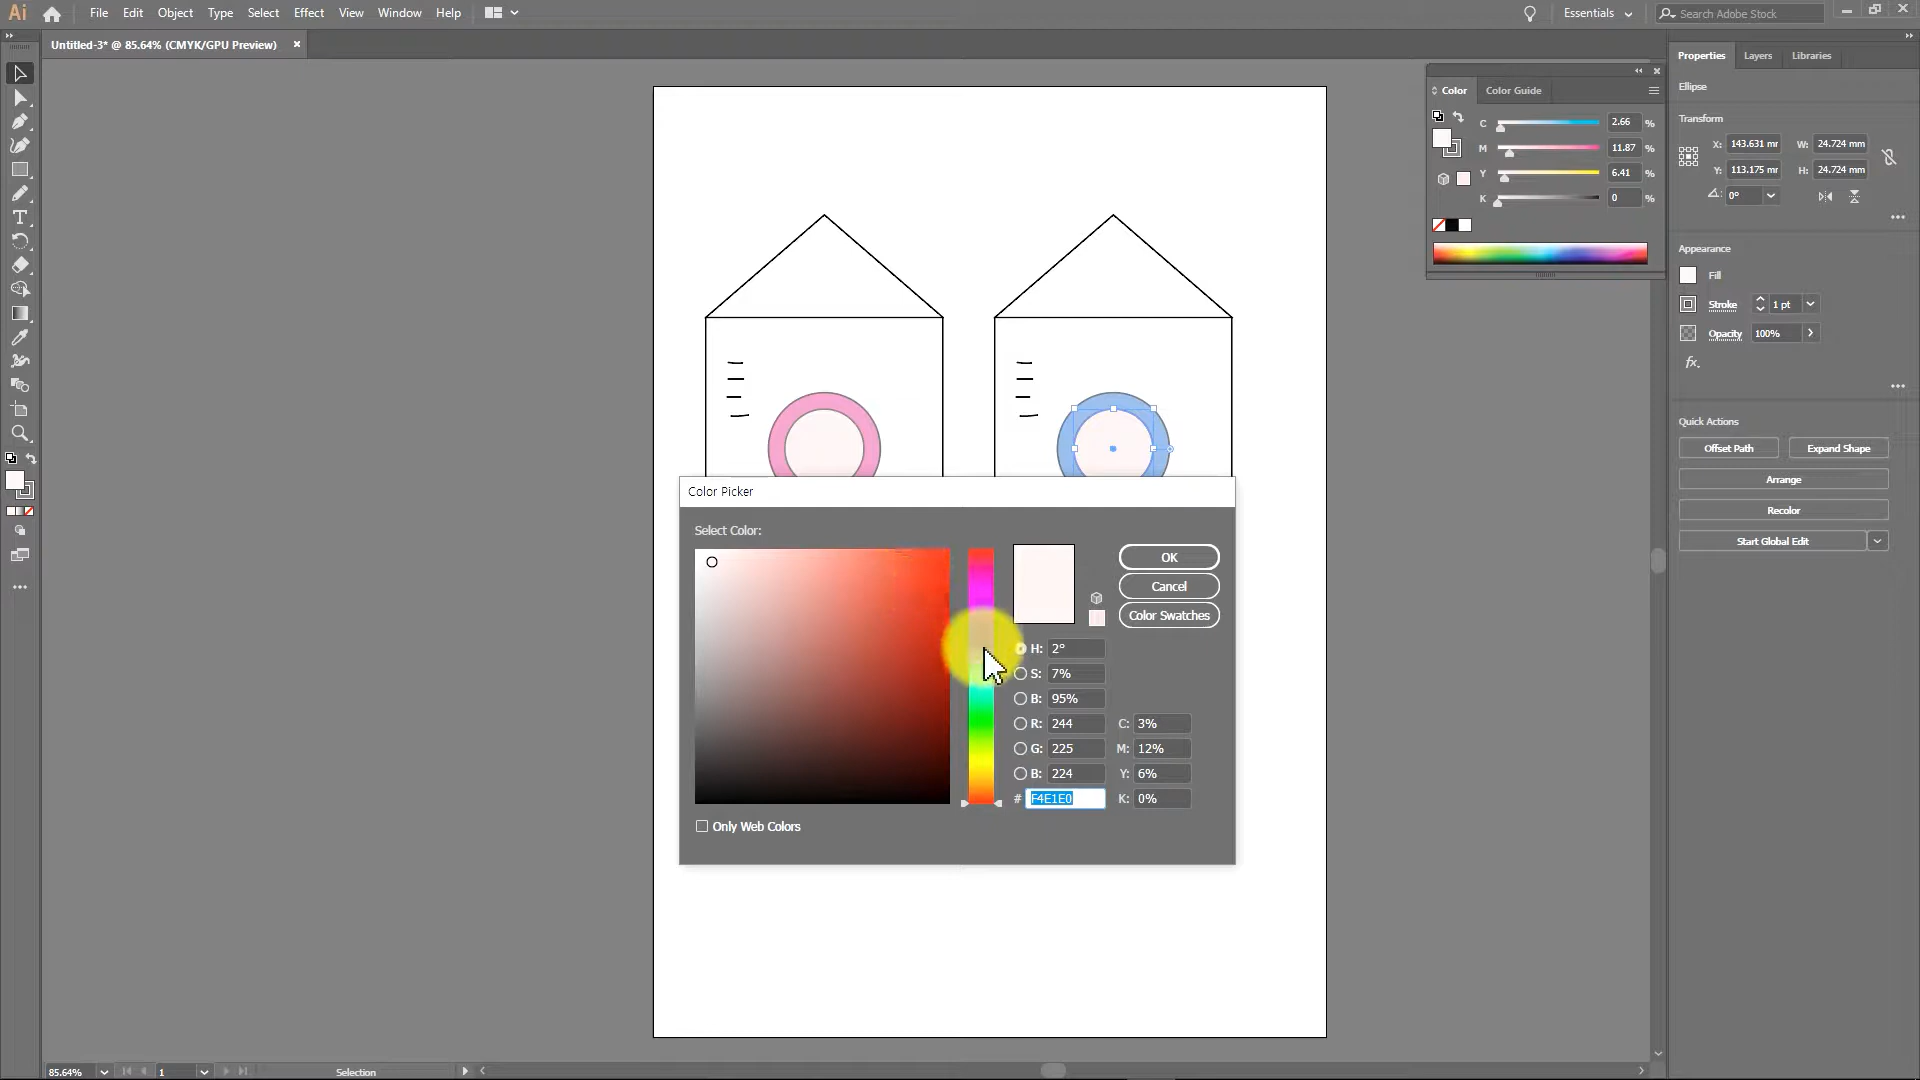 Ai File Edit Object Type Select Effect View Window Help Essentials Search Adobe Stock
Untitled-3* @ 85.64% (CMYK/GPU Preview) ×
Properties Layers Libraries
Color Color Guide
Ellipse
Transform
C 2.66 %
M 11.87 %
Y 6.41 %
K 0 %
X: 143.631 mr W: 24.724 mm
Y: 113.175 mr H: 24.724 mm
0°
Appearance
Fill
Stroke 1 pt
Opacity 100%
fx.
Quick Actions
Offset Path Expand Shape
Arrange
Recolor
Start Global Edit
Color Picker
Select Color:
OK
Cancel
Color Swatches
H: 2°
S: 7%
B: 95%
R: 244 C: 3%
G: 225 M: 12%
B: 224 Y: 6%
# F4E1E0 K: 0%
Only Web Colors
85.64% 1 Selection